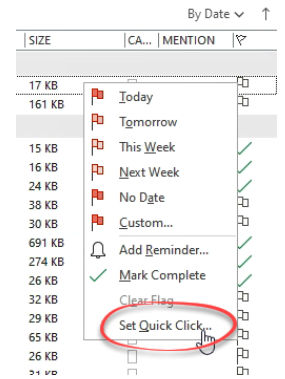 By Date
SIZE CA... MENTION
17 KB
161 KB
Today
Tomorrow
This Week
15 KB
16 KB
Next Week
24 KB
No Date
38 KB
Custom...
30 KB
691 KB
Add Reminder...
274 KB
Mark Complete
26 KB
Clear Flag
32 KB
29 KB
Set Quick Click...
65 KB
26 KB
31 KB